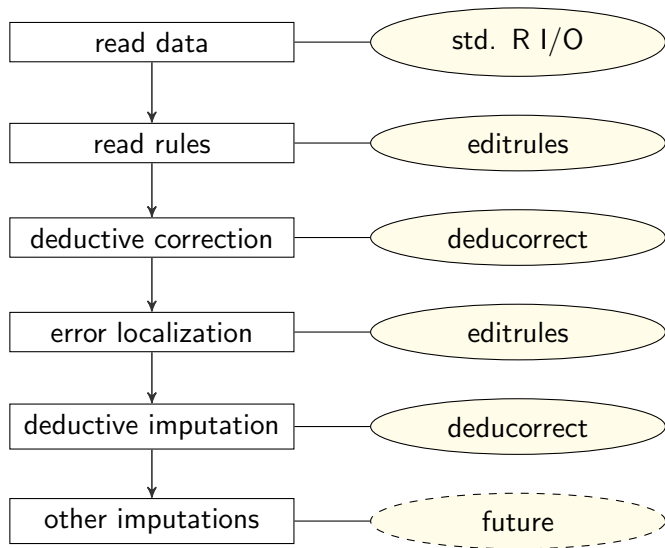 read data
std. R I/O
read rules
editrules
deductive correction
deducorrect
error localization
editrules
deductive imputation
deducorrect
other imputations
future